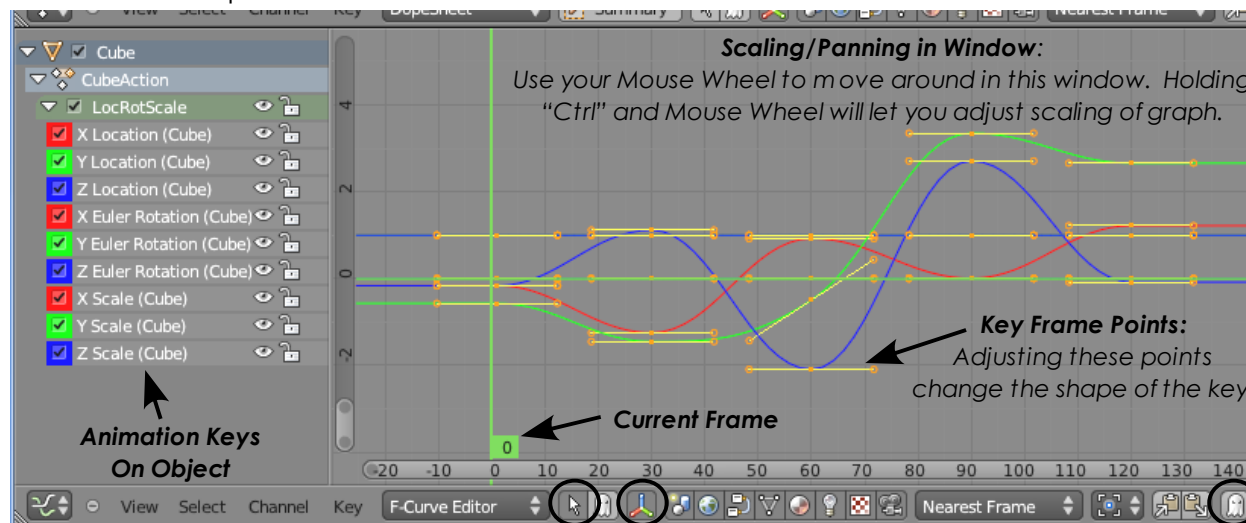 View Select Channel Key DopeSheet Summary Nearest Frame
Cube
CubeAction
LocRotScale
X Location (Cube)
Y Location (Cube)
Z Location (Cube)
X Euler Rotation (Cube)
Y Euler Rotation (Cube)
Z Euler Rotation (Cube)
X Scale (Cube)
Y Scale (Cube)
Z Scale (Cube)
Animation Keys
On Object
Scaling/Panning in Window:
Use your Mouse Wheel to move around in this window. Holding
“Ctrl” and Mouse Wheel will let you adjust scaling of graph.
4
2
0
-2
Key Frame Points:
Adjusting these points
change the shape of the key
Current Frame
0
-20 -10 0 10 20 30 40 50 60 70 80 90 100 110 120 130 140
View Select Channel Key F-Curve Editor Nearest Frame